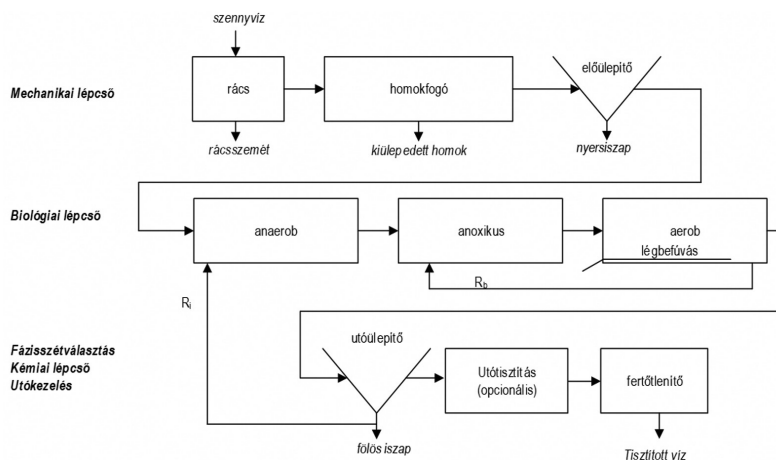 szennyvíz
Mechanikai lépcső
rács
homokfogó
előülepítő
rácsszemét
kiülepedett homok
nyersiszap
Biológiai lépcső
anaerob
anoxikus
aerob
légbefúvás
Rb
Ri
Fázisszétválasztás
Kémiai lépcső
Utókezelés
utóülepítő
Utótisztítás
(opcionális)
fertőtlenítő
fölös iszap
Tisztított víz